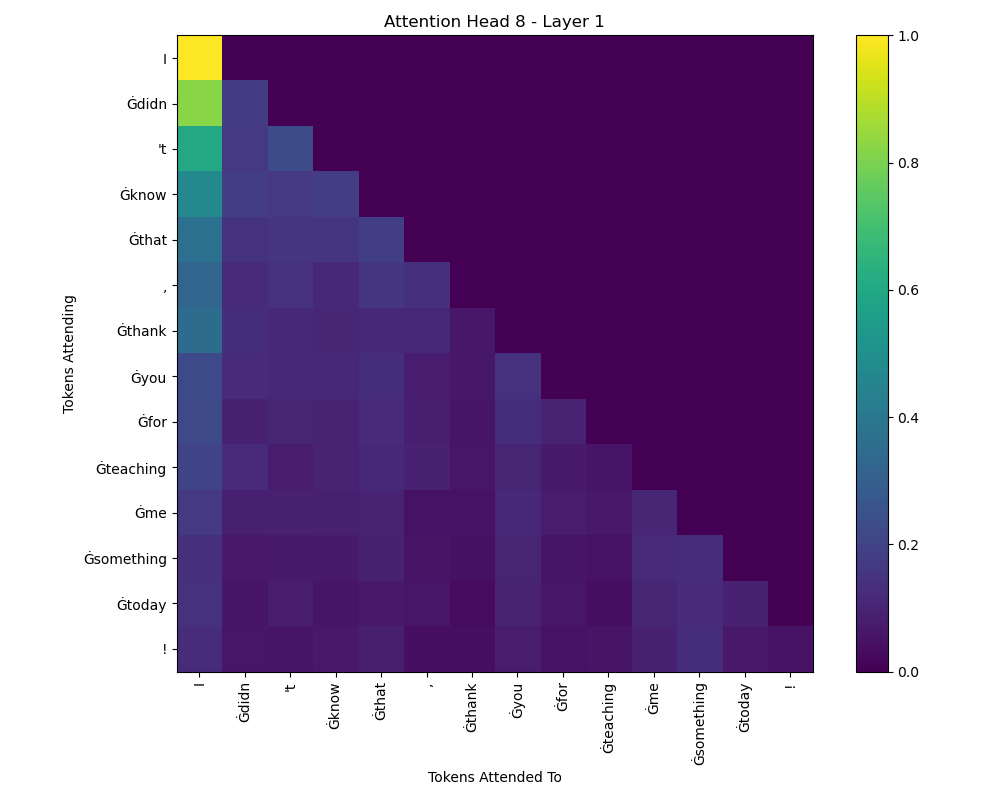 Attention Head 8 - Layer 1
Tokens Attending
I
Ġdidn
't
Ġknow
Ġthat
,
Ġthank
Ġyou
Ġfor
Ġteaching
Ġme
Ġsomething
Ġtoday
!
I
Ġdidn
't
Ġknow
Ġthat
,
Ġthank
Ġyou
Ġfor
Ġteaching
Ġme
Ġsomething
Ġtoday
!
Tokens Attended To
1.0
0.8
0.6
0.4
0.2
0.0